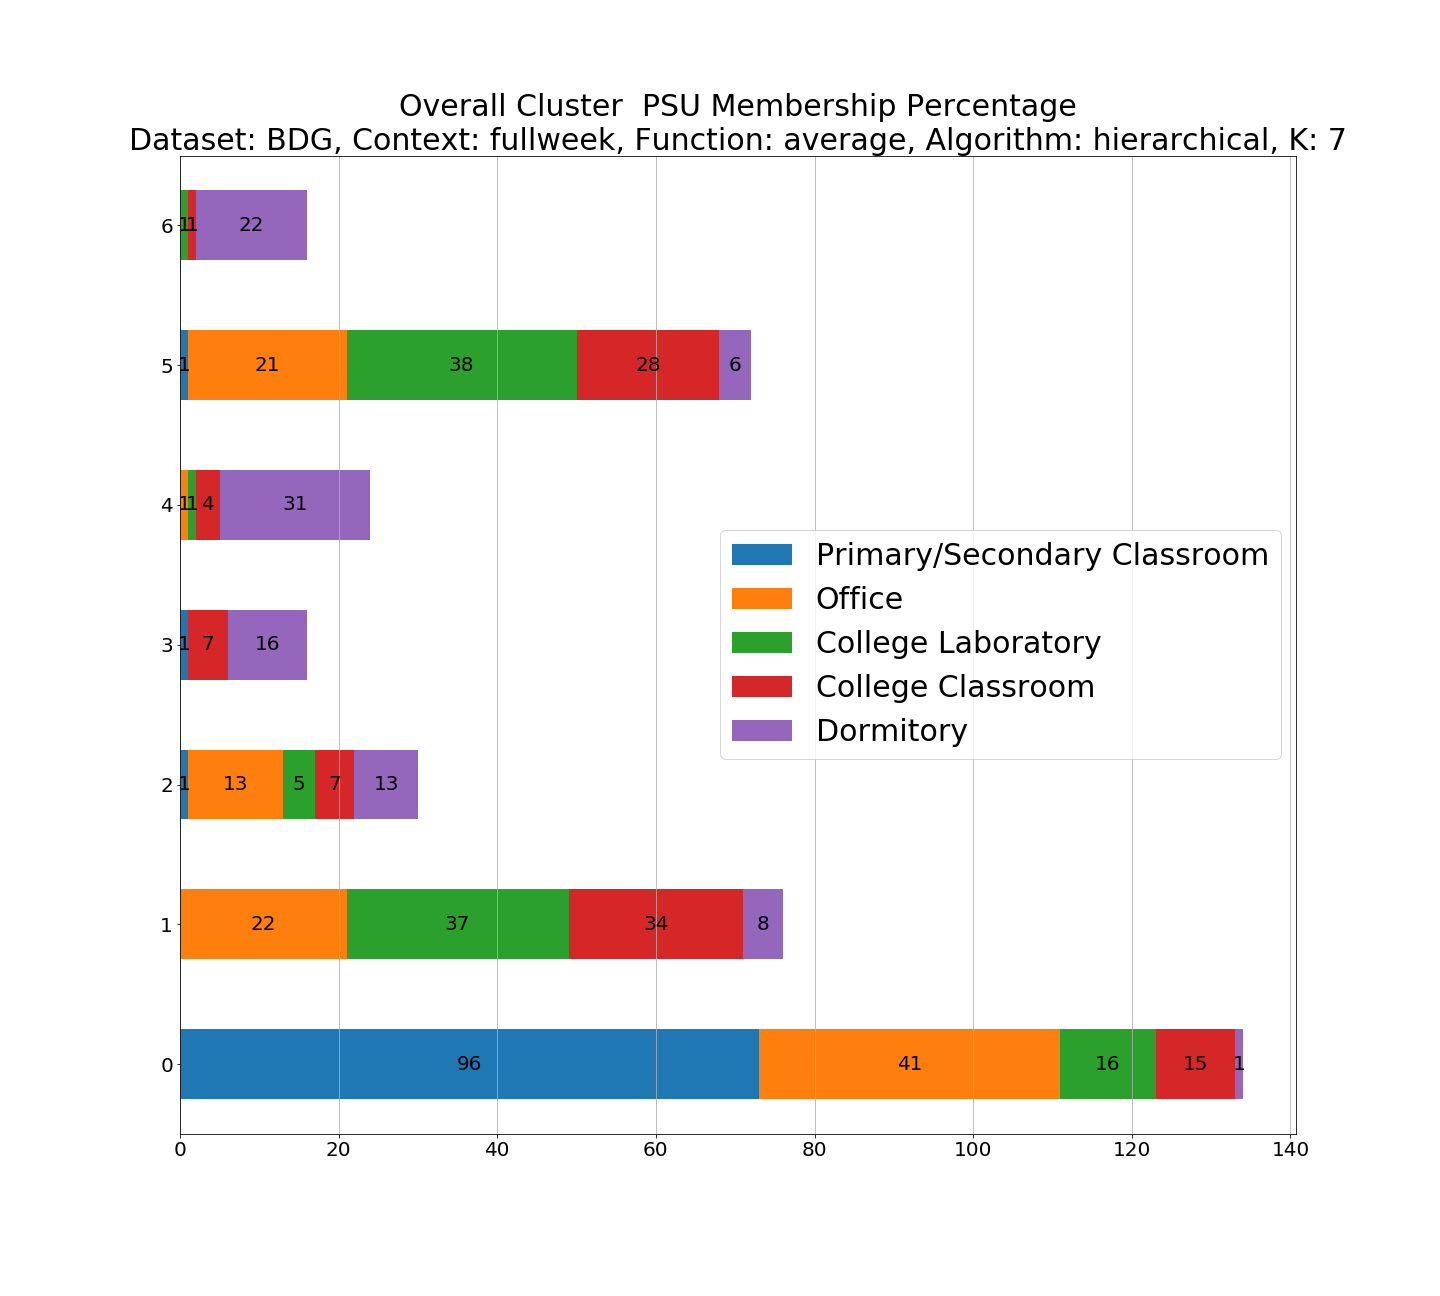 Overall Cluster  PSU Membership Percentage
Dataset: BDG, Context: fullweek, Function: average, Algorithm: hierarchical, K: 7
6 1 1 22
5 1 21 38 28 6
4 1 1 4 31
Primary/Secondary Classroom
Office
College Laboratory
College Classroom
Dormitory
3 1 7 16
2 1 13 5 7 13
1 22 37 34 8
0 96 41 16 15 1
0 20 40 60 80 100 120 140